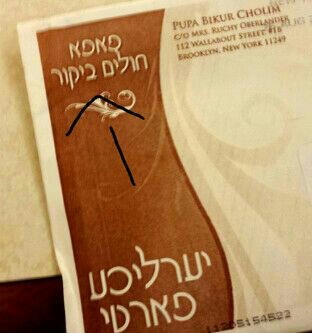 פאפא
חולים ביקור
PUPA BIKUR CHOLIM
C/O MRS. RUCHY OBERLANDER
112 WALLABOUT STREET #1B
BROOKLYN, NEW YORK 11249
יערליכע
פארטי